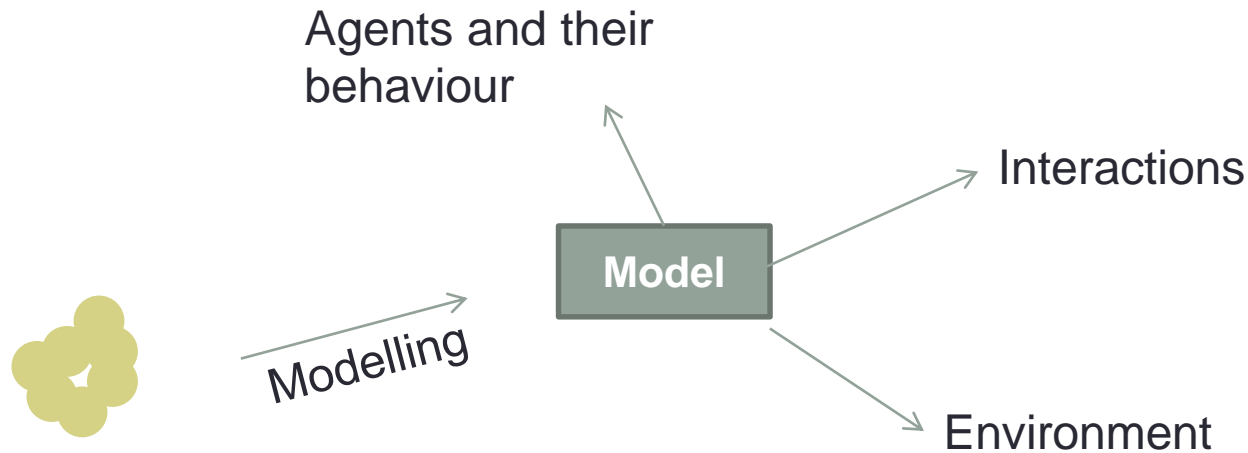 Agents and their
behaviour
Interactions
Model
Modelling
Environment